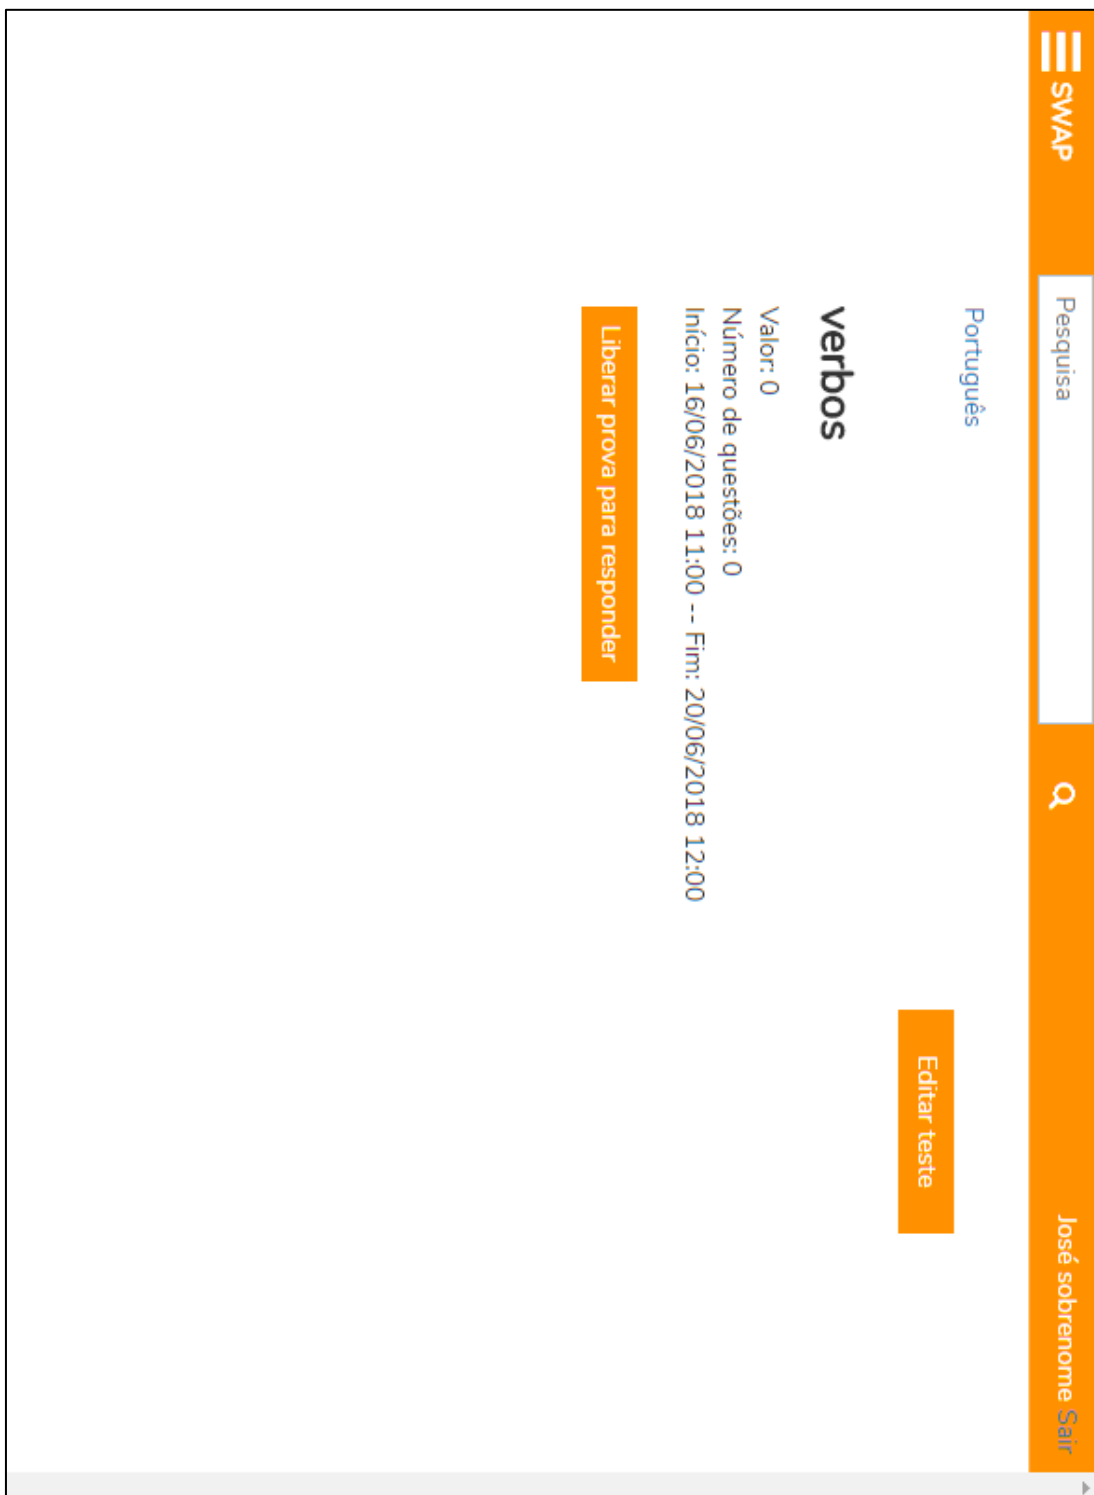 SWAP
Pesquisa
José sobrenome Sair
Português
Editar teste
verbos
Valor: 0
Número de questões: 0
Início: 16/06/2018 11:00 -- Fim: 20/06/2018 12:00
Liberar prova para responder